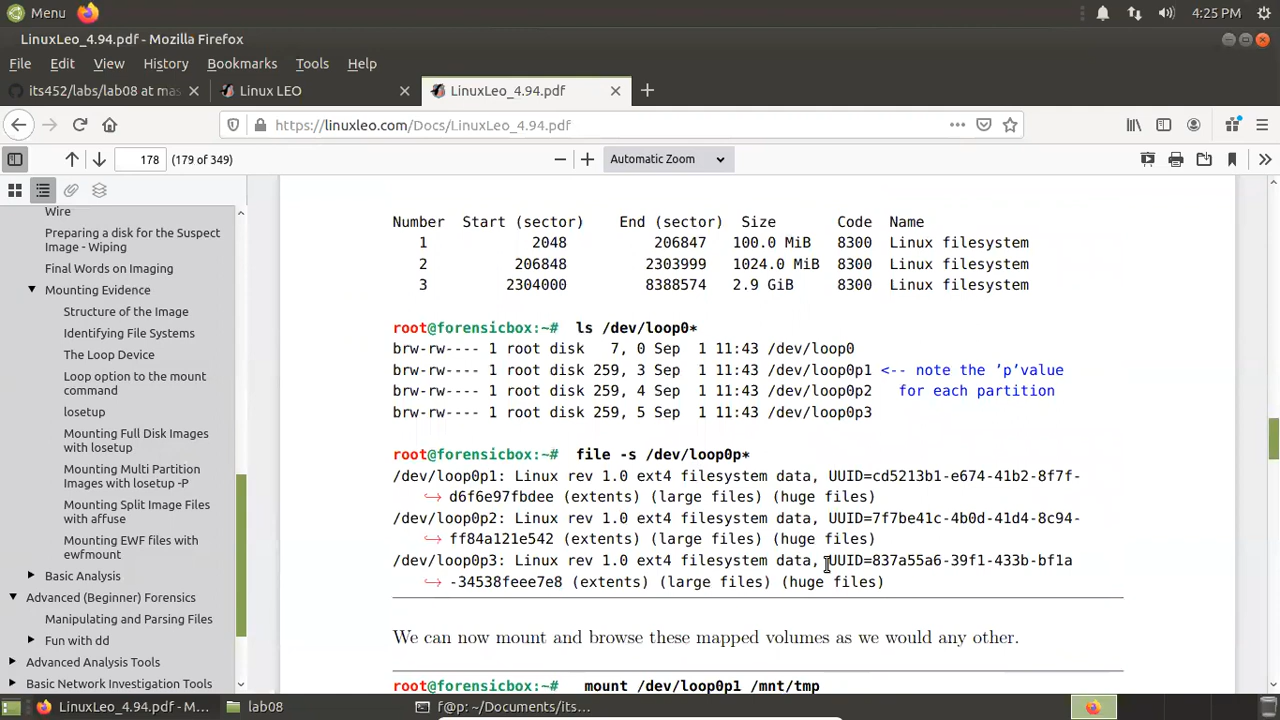 Menu
4:25 PM
LinuxLeo_4.94.pdf - Mozilla Firefox
File Edit View History Bookmarks Tools Help
its452/labs/lab08 at mas
Linux LEO
LinuxLeo_4.94.pdf
https://linuxleo.com/Docs/LinuxLeo_4.94.pdf
178 (179 of 349)
Automatic Zoom
Wire
Preparing a disk for the Suspect
Image - Wiping
Final Words on Imaging
Mounting Evidence
Structure of the Image
Identifying File Systems
The Loop Device
Loop option to the mount
command
losetup
Mounting Full Disk Images
with losetup
Mounting Multi Partition
Images with losetup -P
Mounting Split Image Files
with affuse
Mounting EWF files with
ewfmount
Basic Analysis
Advanced (Beginner) Forensics
Manipulating and Parsing Files
Fun with dd
Advanced Analysis Tools
Basic Network Investigation Tools
Number Start (sector) End (sector) Size Code Name
1 2048 206847 100.0 MiB 8300 Linux filesystem
2 206848 2303999 1024.0 MiB 8300 Linux filesystem
3 2304000 8388574 2.9 GiB 8300 Linux filesystem
root@forensicbox:~# ls /dev/loop0*
brw-rw---- 1 root disk 7, 0 Sep 1 11:43 /dev/loop0
brw-rw---- 1 root disk 259, 3 Sep 1 11:43 /dev/loop0p1 <-- note the ’p’value
brw-rw---- 1 root disk 259, 4 Sep 1 11:43 /dev/loop0p2 for each partition
brw-rw---- 1 root disk 259, 5 Sep 1 11:43 /dev/loop0p3
root@forensicbox:~# file -s /dev/loop0p*
/dev/loop0p1: Linux rev 1.0 ext4 filesystem data, UUID=cd5213b1-e674-41b2-8f7f-
↪ d6f6e97fbdee (extents) (large files) (huge files)
/dev/loop0p2: Linux rev 1.0 ext4 filesystem data, UUID=7f7be41c-4b0d-41d4-8c94-
↪ ff84a121e542 (extents) (large files) (huge files)
/dev/loop0p3: Linux rev 1.0 ext4 filesystem data, UUID=837a55a6-39f1-433b-bf1a
↪ -34538feee7e8 (extents) (large files) (huge files)
We can now mount and browse these mapped volumes as we would any other.
root@forensicbox:~# mount /dev/loop0p1 /mnt/tmp
LinuxLeo_4.94.pdf - M...
lab08
f@p: ~/Documents/its...